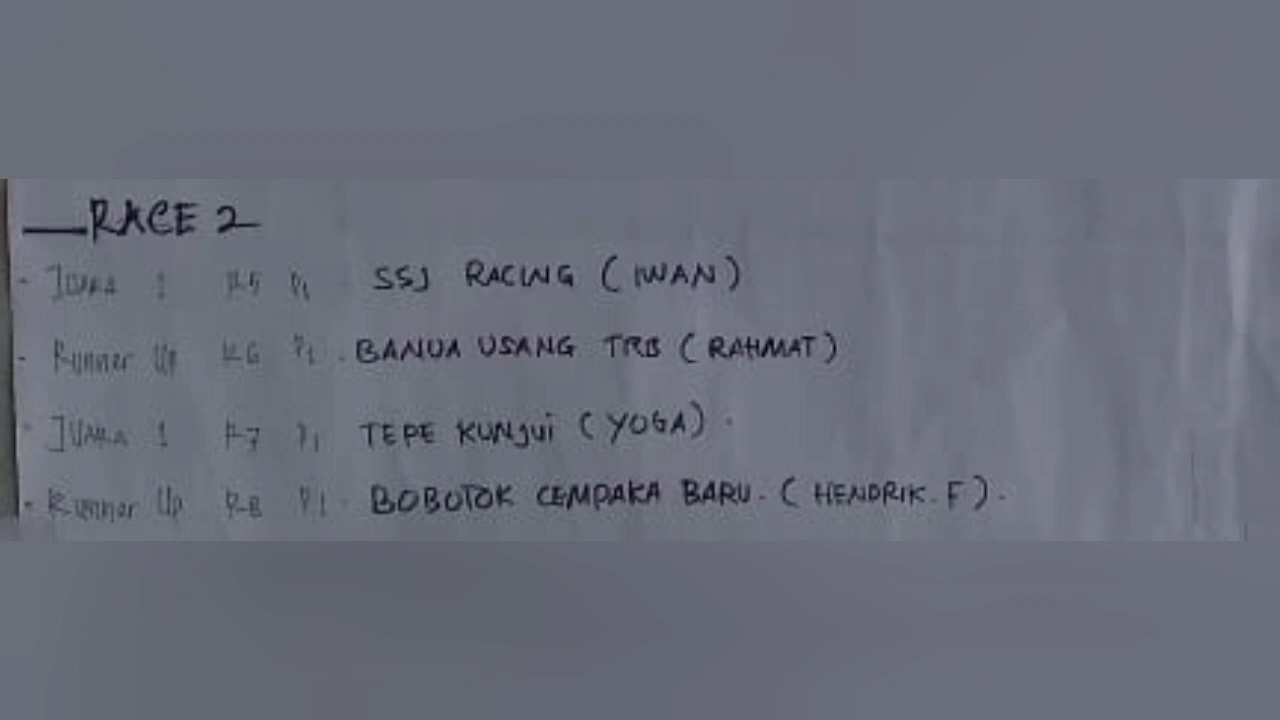 RACE 2
- JUARA 1 R5 P1 SSJ RACING (IWAN)
- Runner Up R6 P1. BANUA USANG TRB (RAHMAT)
- JUARA 1 R7 P1 TEPE KUNJUI (YOGA).
- Runner Up R8 P1. BOBOTOK CEMPAKA BARU. (HENDRIK. F).